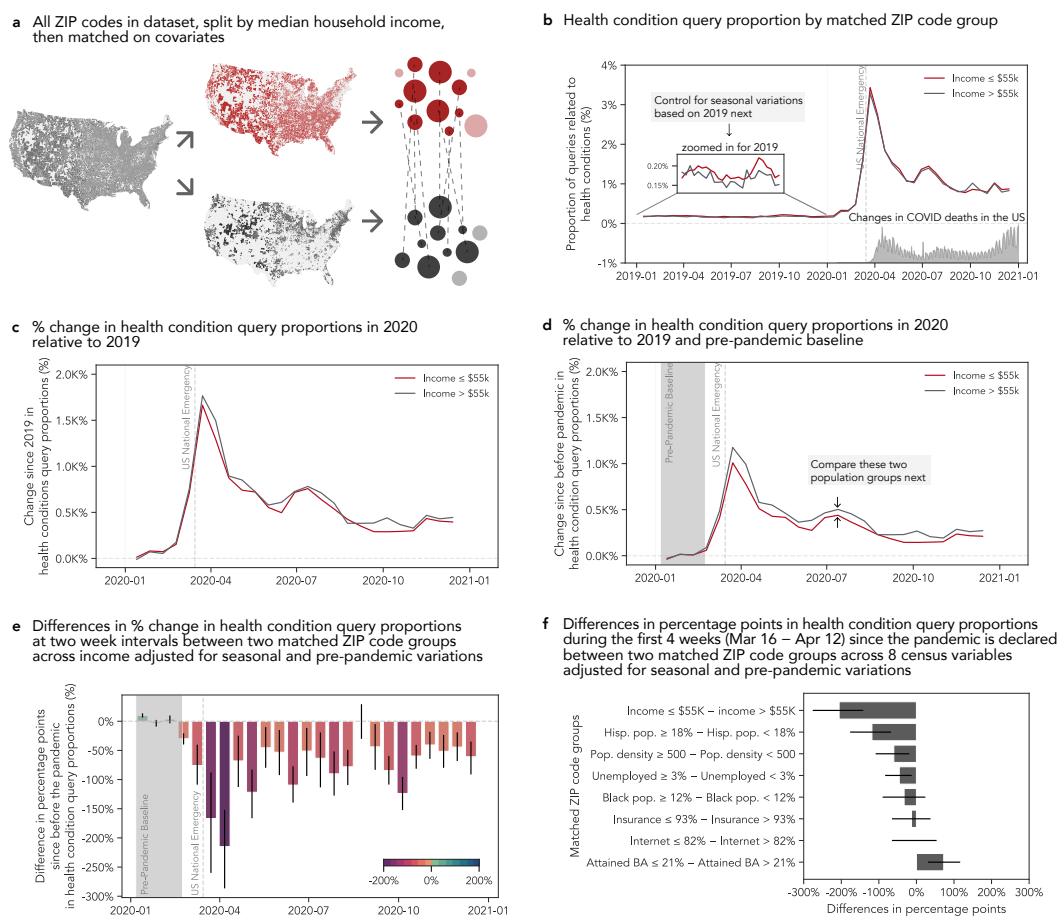 a All ZIP codes in dataset, split by median household income,
then matched on covariates
b Health condition query proportion by matched ZIP code group
Proportion of queries related to
health conditions (%)
4%
3%
2%
1%
0%
-1%
Income ≤ $55k
Income > $55k
US National Emergency
Control for seasonal variations
based on 2019 next
zoomed in for 2019
0.20%
0.15%
Changes in COVID deaths in the US
2019-01 2019-04 2019-07 2019-10 2020-01 2020-04 2020-07 2020-10 2021-01
c % change in health condition query proportions in 2020
relative to 2019
Change since 2019 in
health conditions query proportions (%)
2.0K%
1.5K%
1.0K%
0.5K%
0.0K%
US National Emergency
Income ≤ $55k
Income > $55k
2020-01 2020-04 2020-07 2020-10 2021-01
d % change in health condition query proportions in 2020
relative to 2019 and pre-pandemic baseline
Change since before pandemic in
health condition query proportions (%)
2.0K%
1.5K%
1.0K%
0.5K%
0.0K%
Pre-Pandemic Baseline
US National Emergency
Income ≤ $55k
Income > $55k
Compare these two
population groups next
2020-01 2020-04 2020-07 2020-10 2021-01
e Differences in % change in health condition query proportions
at two week intervals between two matched ZIP code groups
across income adjusted for seasonal and pre-pandemic variations
Difference in percentage points
since before the pandemic
in health condition query proportions (%)
0%
-50%
-100%
-150%
-200%
-250%
-300%
Pre-Pandemic Baseline
US National Emergency
-200% 0% 200%
2020-01 2020-04 2020-07 2020-10 2021-01
f Differences in percentage points in health condition query proportions
during the first 4 weeks (Mar 16 – Apr 12) since the pandemic is declared
between two matched ZIP code groups across 8 census variables
adjusted for seasonal and pre-pandemic variations
Matched ZIP code groups
Income ≤ $55K – income > $55K
Hisp. pop. ≥ 18% – Hisp. pop. < 18%
Pop. density ≥ 500 – Pop. density < 500
Unemployed ≥ 3% – Unemployed < 3%
Black pop. ≥ 12% – Black pop. < 12%
Insurance ≤ 93% – Insurance > 93%
Internet ≤ 82% – Internet > 82%
Attained BA ≤ 21% – Attained BA > 21%
-300% -200% -100% 0% 100% 200% 300%
Differences in percentage points